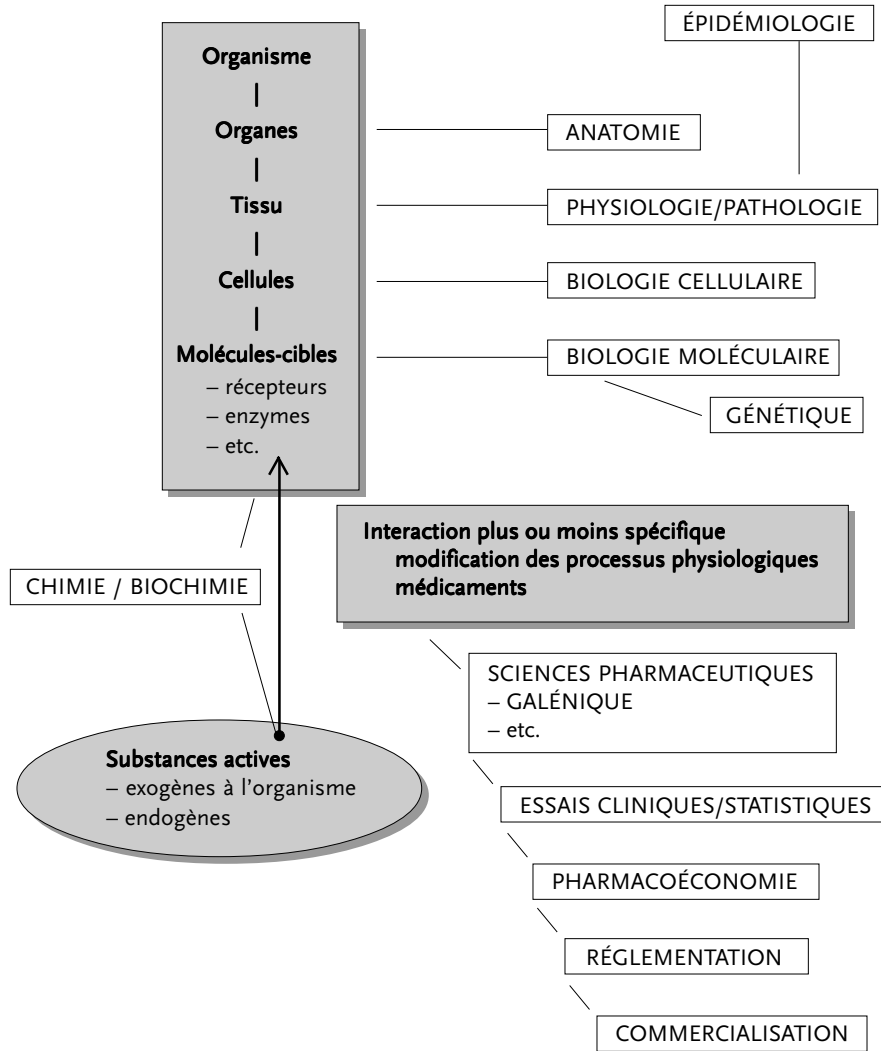 ÉPIDÉMIOLOGIE
Organisme
Organes
ANATOMIE
Tissu
PHYSIOLOGIE/PATHOLOGIE
Cellules
BIOLOGIE CELLULAIRE
Molécules-cibles
– récepteurs
– enzymes
– etc.
BIOLOGIE MOLÉCULAIRE
GÉNÉTIQUE
Interaction plus ou moins spécifique
modification des processus physiologiques
médicaments
CHIMIE / BIOCHIMIE
SCIENCES PHARMACEUTIQUES
– GALÉNIQUE
– etc.
Substances actives
– exogènes à l'organisme
– endogènes
ESSAIS CLINIQUES/STATISTIQUES
PHARMACOÉCONOMIE
RÉGLEMENTATION
COMMERCIALISATION